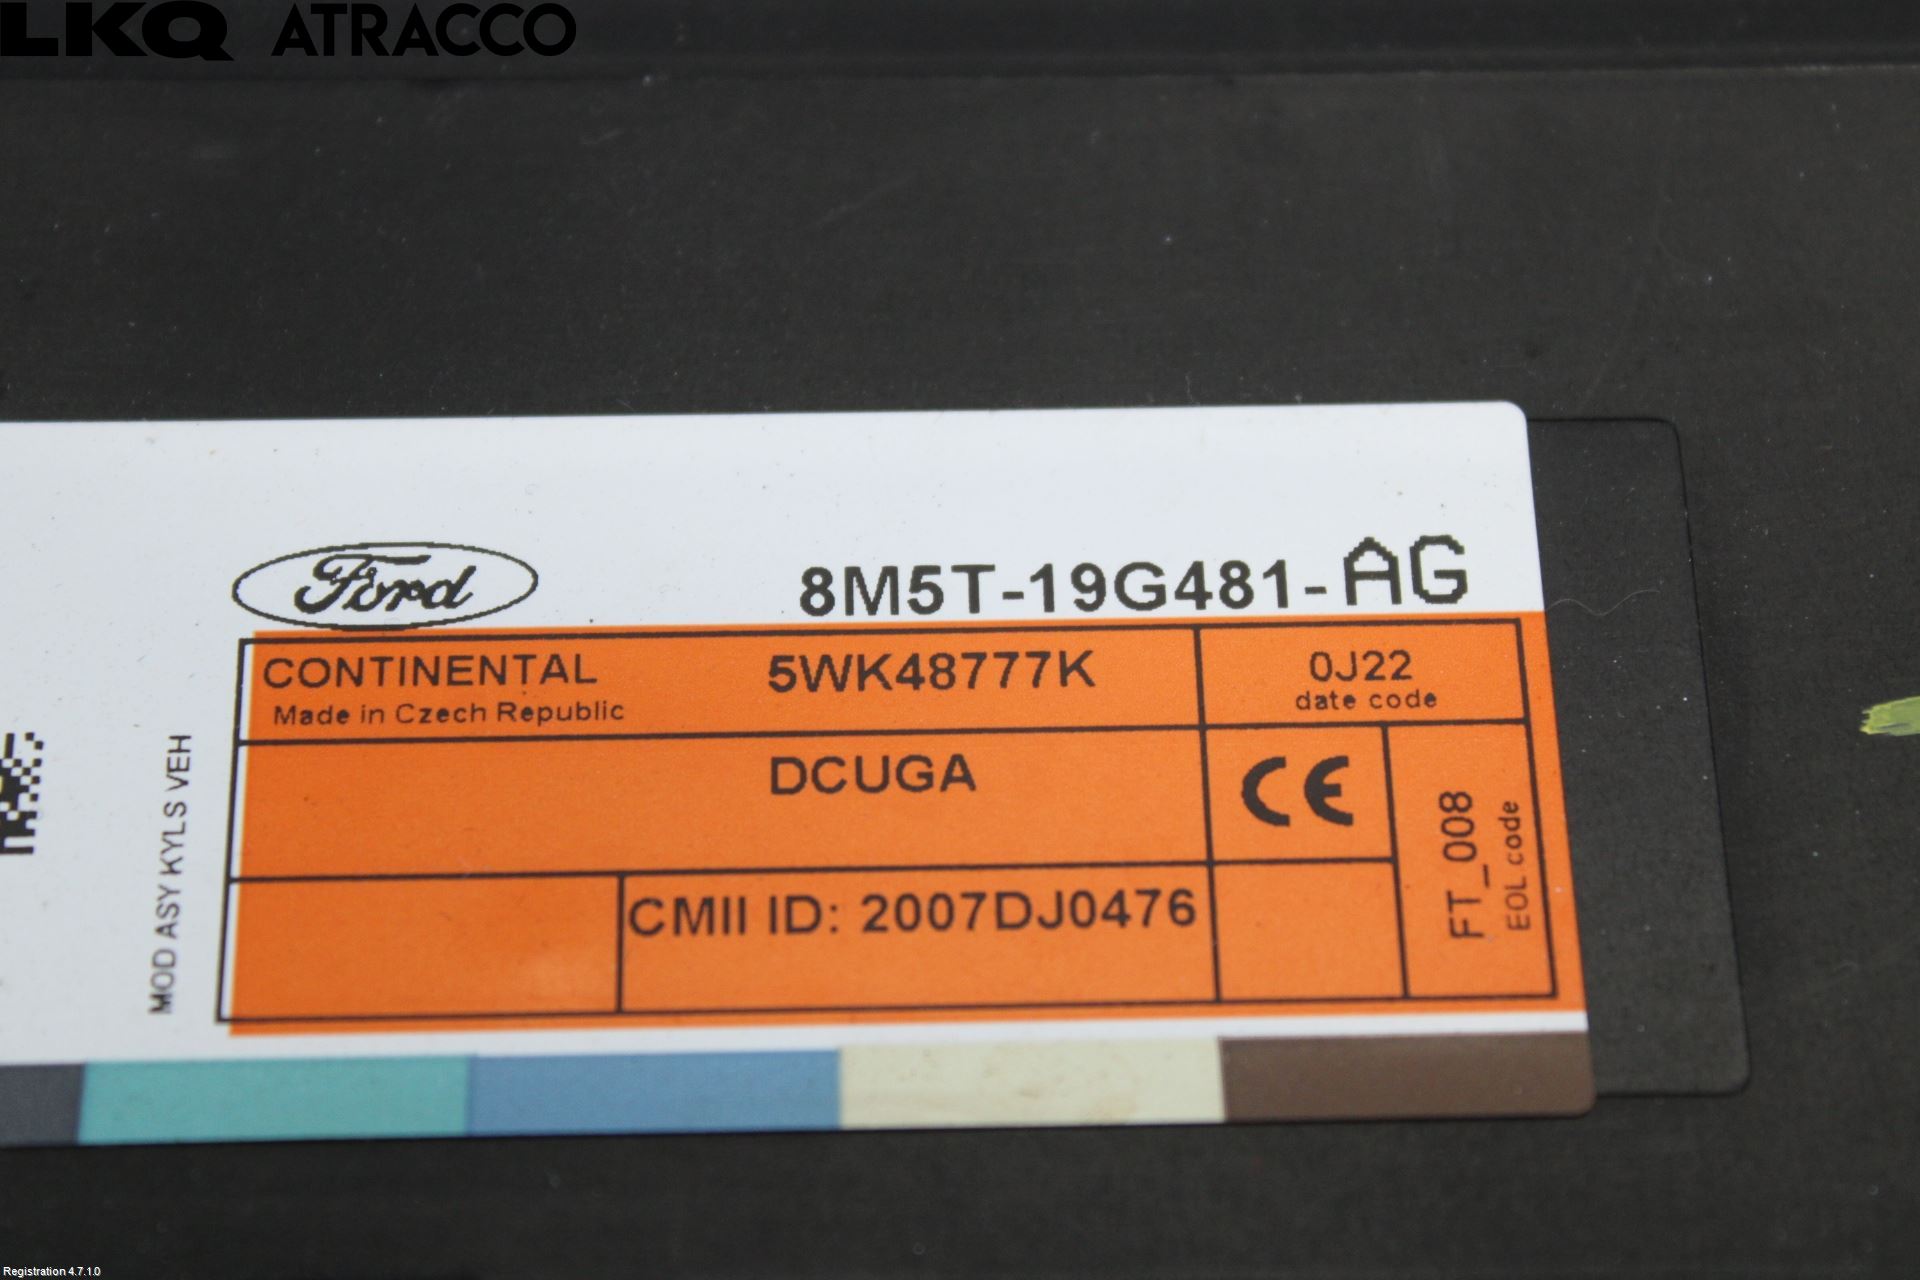 LKQ ATRACCO
Ford
8M5T-19G481-AG
CONTINENTAL 5WK48777K 0J22
Made in Czech Republic date code
DCUGA
CE
FT_008
EOL code
CMII ID: 2007DJ0476
MOD ASY KYLS VEH
Registration 4.7.1.0